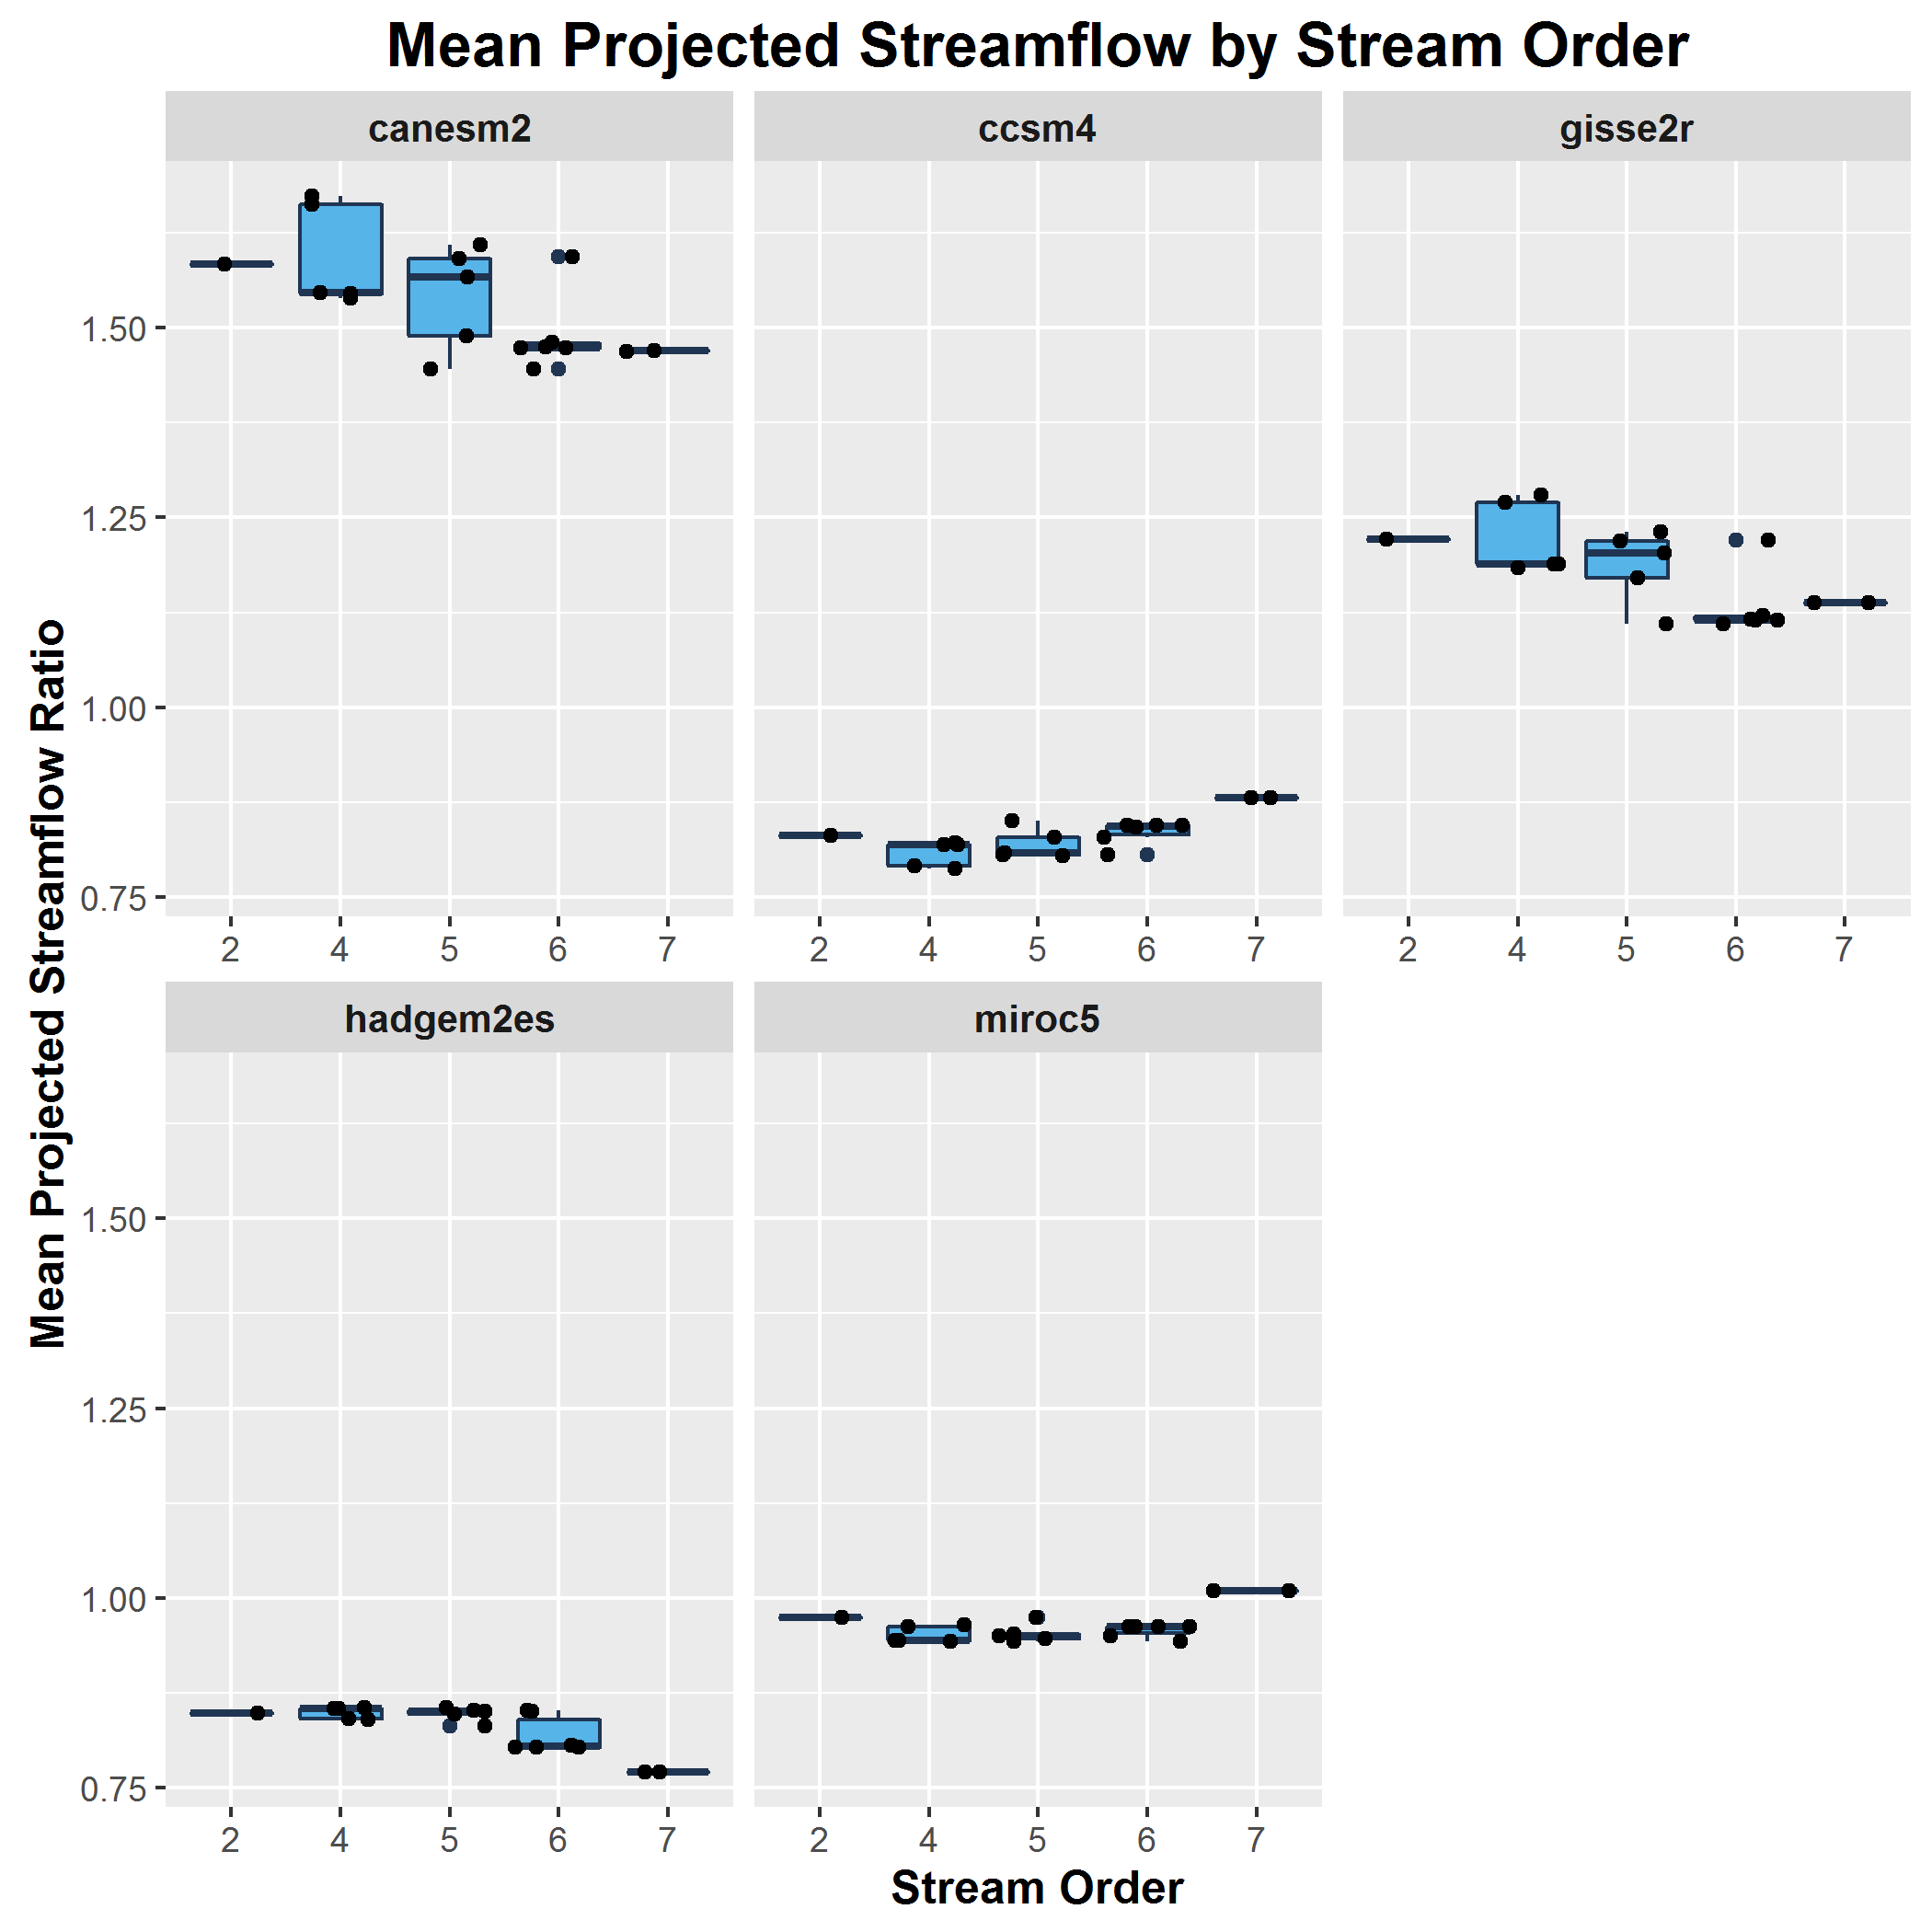 Mean Projected Streamflow by Stream Order
canesm2
ccsm4
gisse2r
1.50
1.25
1.00
0.75
2 4 5 6 7
2 4 5 6 7
2 4 5 6 7
Mean Projected Streamflow Ratio
hadgem2es
miroc5
1.50
1.25
1.00
0.75
2 4 5 6 7
2 4 5 6 7
Stream Order